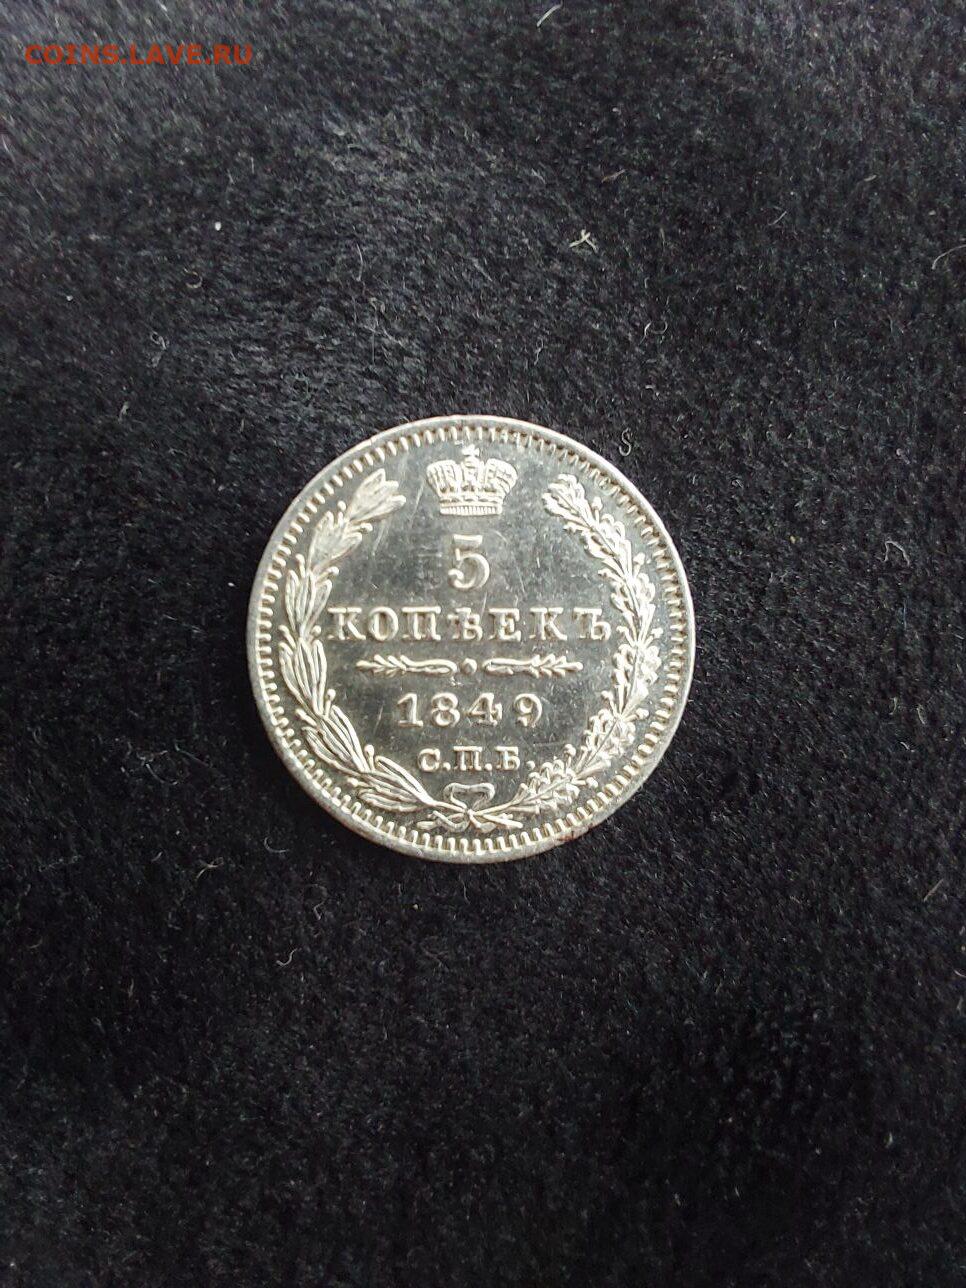 COINS.LAVE.RU
5
КОПѢЕКЪ
1849
С.П.Б.